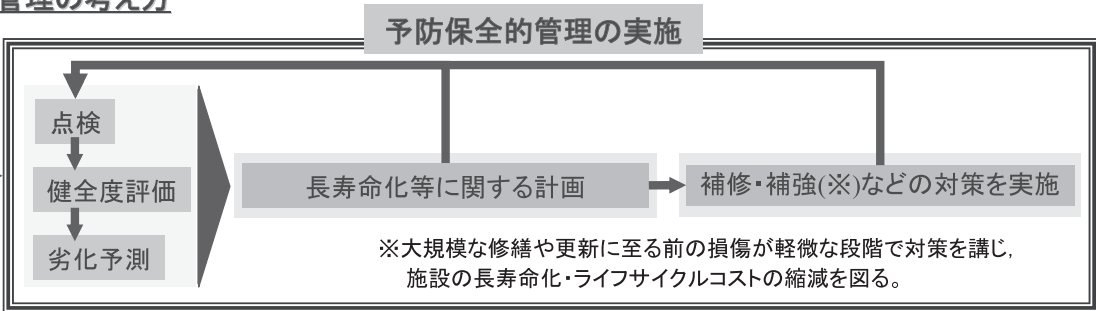 管理の考え方
予防保全的管理の実施
点検
健全度評価
劣化予測
長寿命化等に関する計画
補修・補強(※)などの対策を実施
※大規模な修繕や更新に至る前の損傷が軽微な段階で対策を講じ,
施設の長寿命化・ライフサイクルコストの縮減を図る。